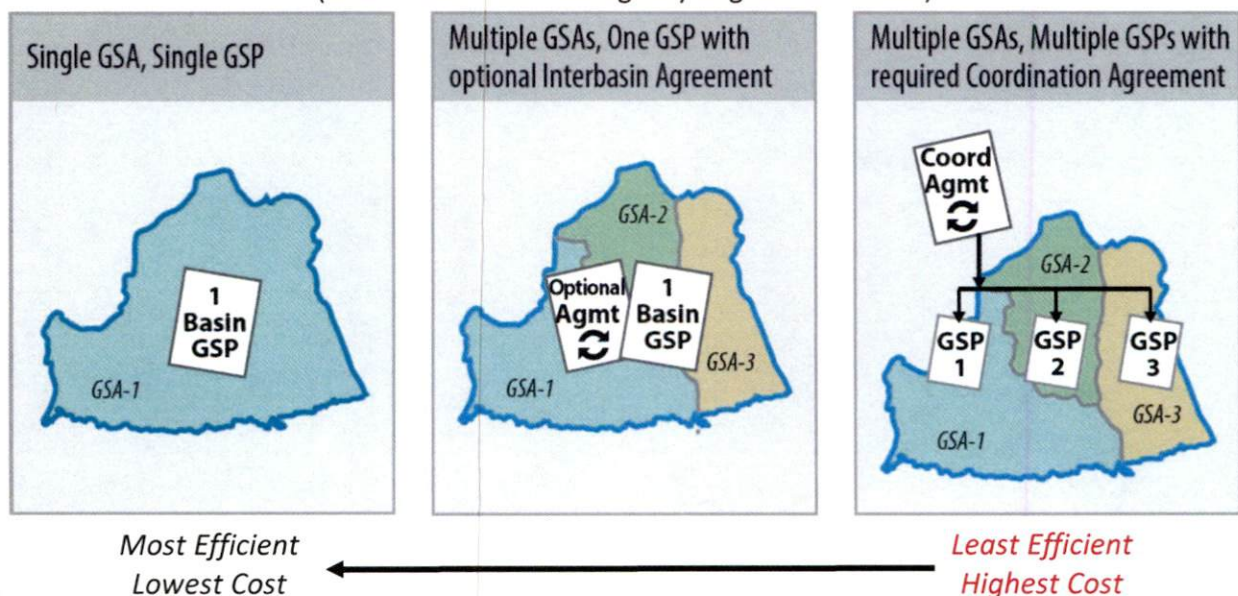 Single GSA, Single GSP
Multiple GSAs, One GSP with
optional Interbasin Agreement
Multiple GSAs, Multiple GSPs with
required Coordination Agreement
1
Basin
GSP
GSA-1
GSA-2
Optional
Agmt
1
Basin
GSP
GSA-3
GSA-1
Coord
Agmt
GSA-2
GSP
1
GSP
2
GSP
3
GSA-3
GSA-1
Most Efficient
Lowest Cost
Least Efficient
Highest Cost